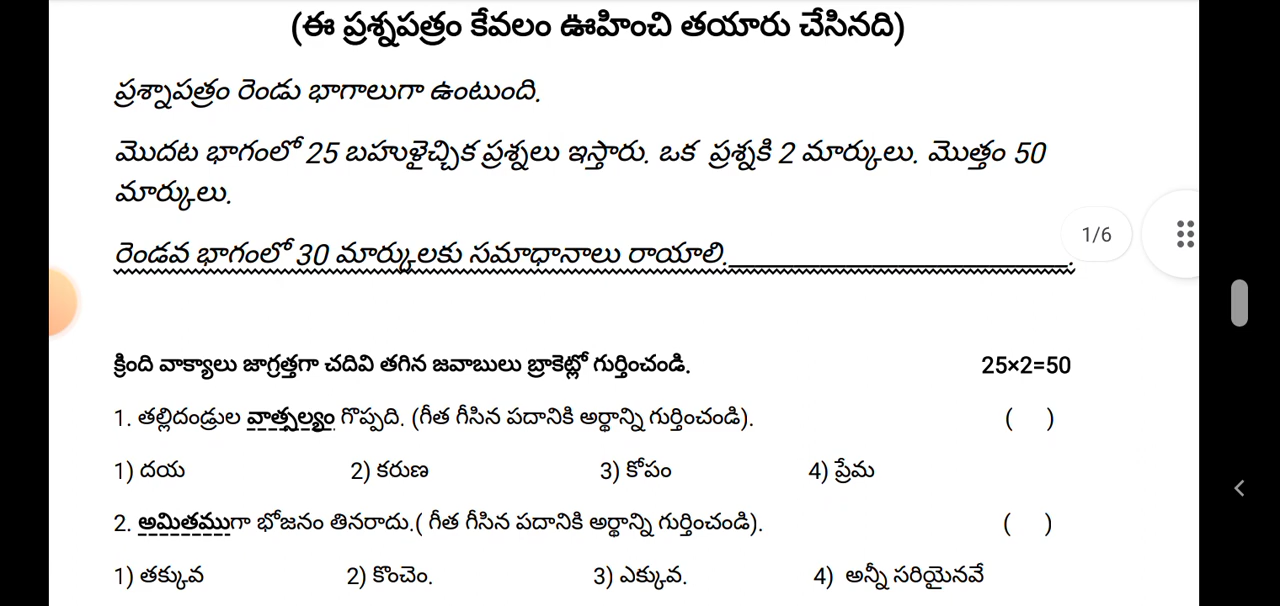 (ఈ ప్రశ్నపత్రం కేవలం ఊహించి తయారు చేసినది)
ప్రశ్నాపత్రం రెండు భాగాలుగా ఉంటుంది.
మొదట భాగంలో 25 బహుళైచ్చిక ప్రశ్నలు ఇస్తారు. ఒక ప్రశ్నకి 2 మార్కులు. మొత్తం 50
మార్కులు.
రెండవ భాగంలో 30 మార్కులకు సమాధానాలు రాయాలి.
1/6
క్రింది వాక్యాలు జాగ్రత్తగా చదివి తగిన జవాబులు బ్రాకెట్లో గుర్తించండి. 25×2=50
1. తల్లిదండ్రుల వాత్సల్యం గొప్పది. (గీత గీసిన పదానికి అర్థాన్ని గుర్తించండి). ( )
1) దయ 2) కరుణ 3) కోపం 4) ప్రేమ
2. అమితముగా భోజనం తినరాదు.( గీత గీసిన పదానికి అర్థాన్ని గుర్తించండి). ( )
1) తక్కువ 2) కొంచెం. 3) ఎక్కువ. 4) అన్నీ సరియైనవే